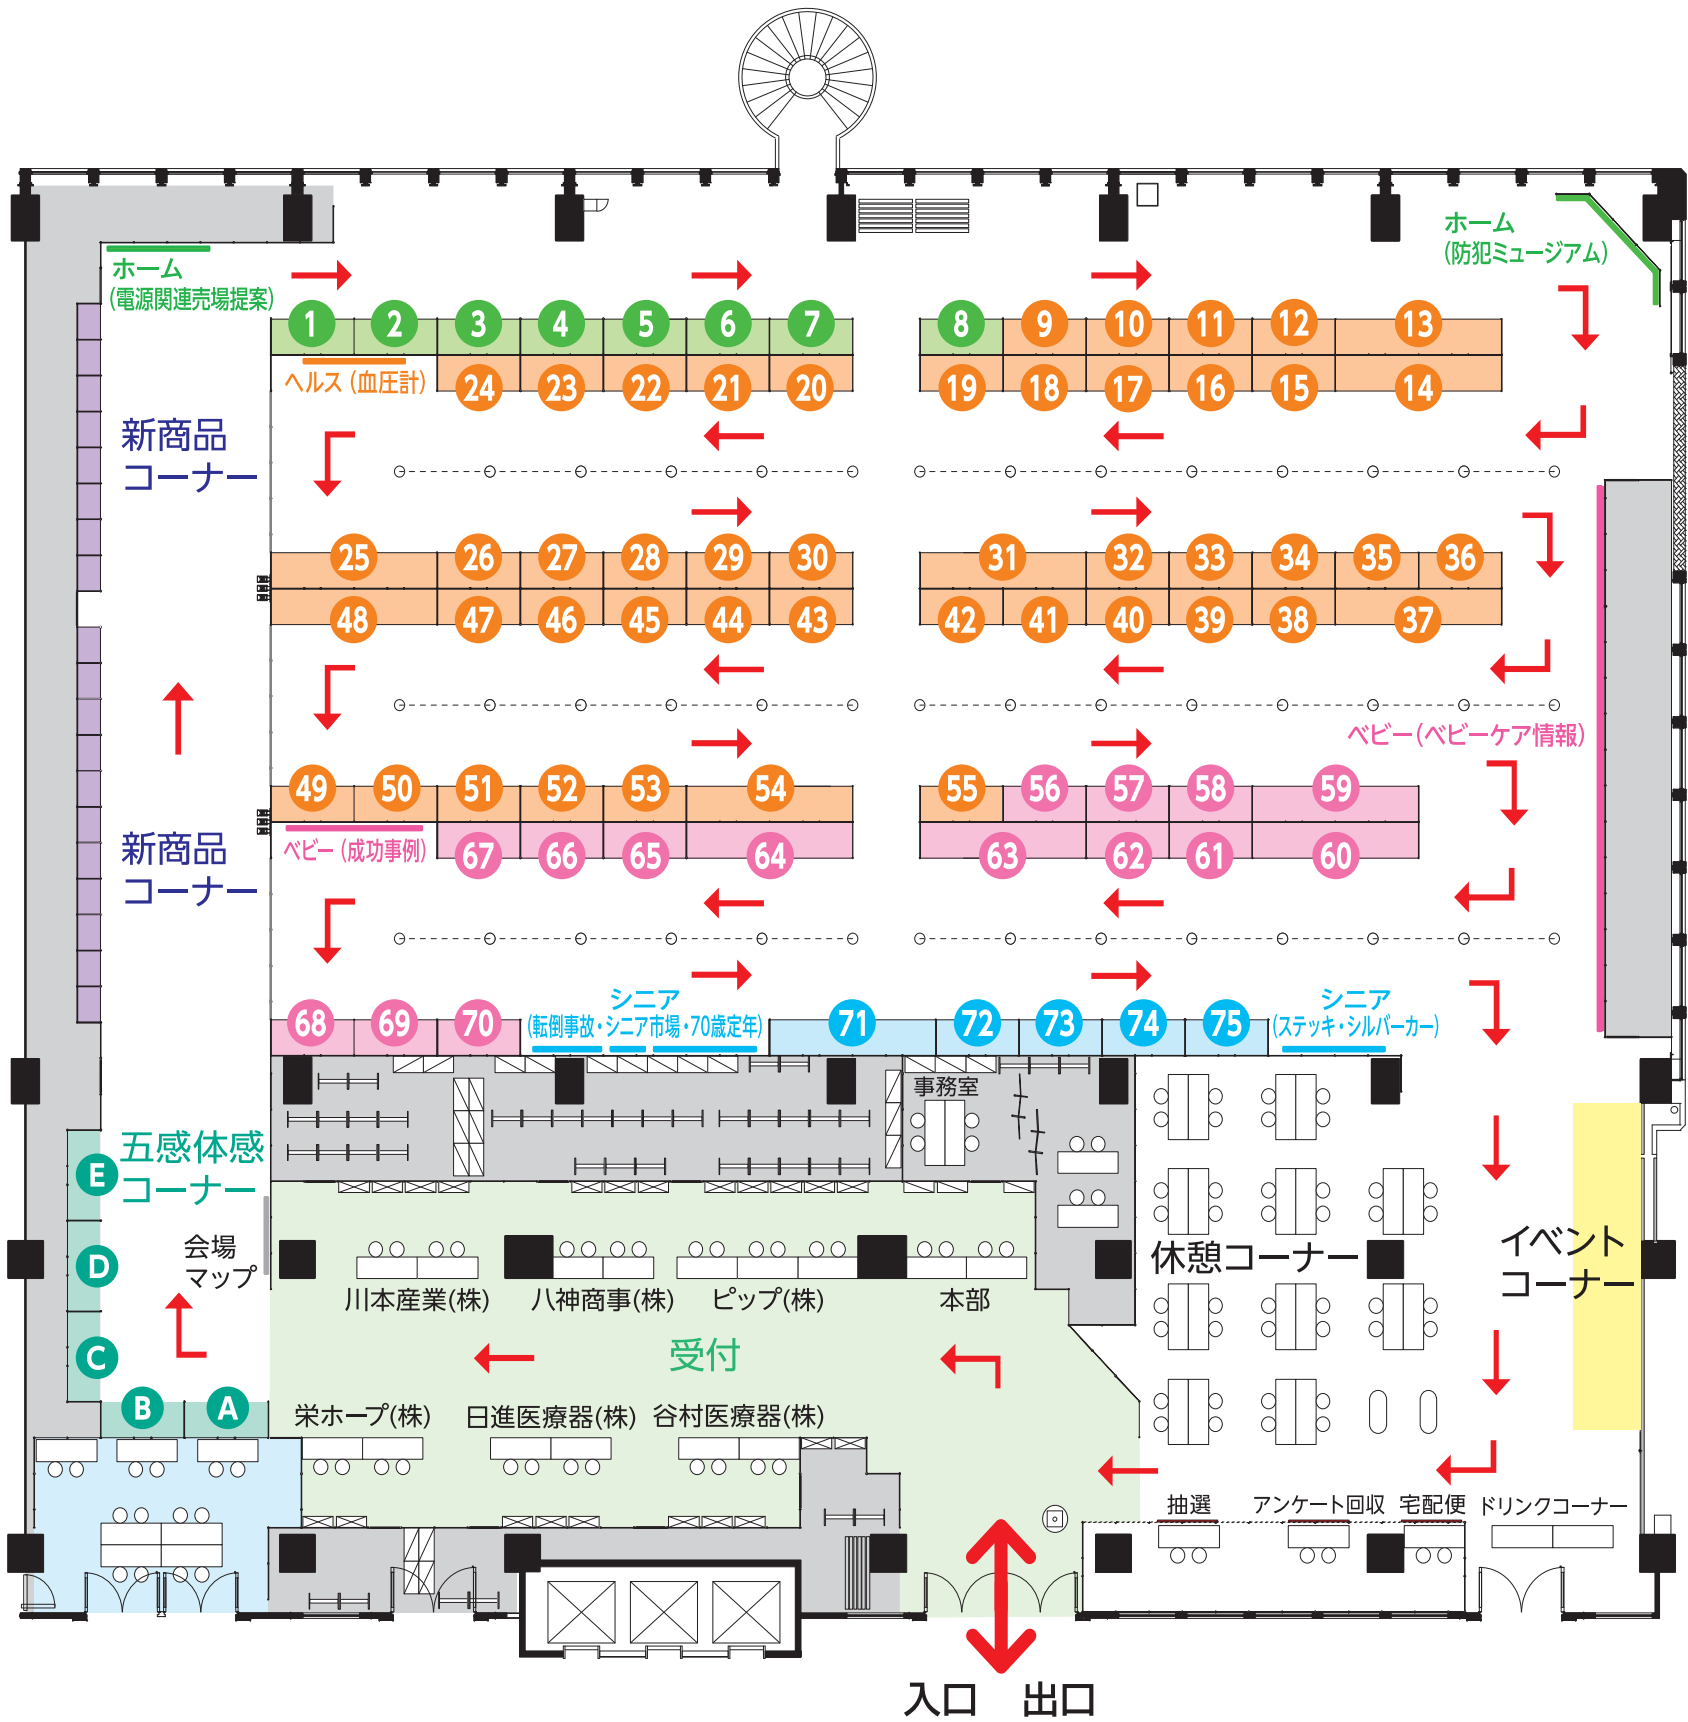 ホーム
(電源関連売場提案)
ホーム
(防犯ミュージアム)
1 2 3 4 5 6 7 8 9 10 11 12 13
ヘルス (血圧計)
24 23 22 21 20 19 18 17 16 15 14
新商品
コーナー
25 26 27 28 29 30 31 32 33 34 35 36
48 47 46 45 44 43 42 41 40 39 38 37
ベビー (ベビーケア情報)
49 50 51 52 53 54 55 56 57 58 59
ベビー (成功事例)
67 66 65 64 63 62 61 60
新商品
コーナー
シニア
(転倒事故・シニア市場・70歳定年)
シニア
(ステッキ・シルバーカー)
68 69 70 71 72 73 74 75
事務室
五感体感
コーナー
E
D
C
B A
会場
マップ
休憩コーナー
イベント
コーナー
川本産業(株) 八神商事(株) ピップ(株) 本部
受付
栄ホープ(株) 日進医療器(株) 谷村医療器(株)
抽選 アンケート回収 宅配便 ドリンクコーナー
入口 出口